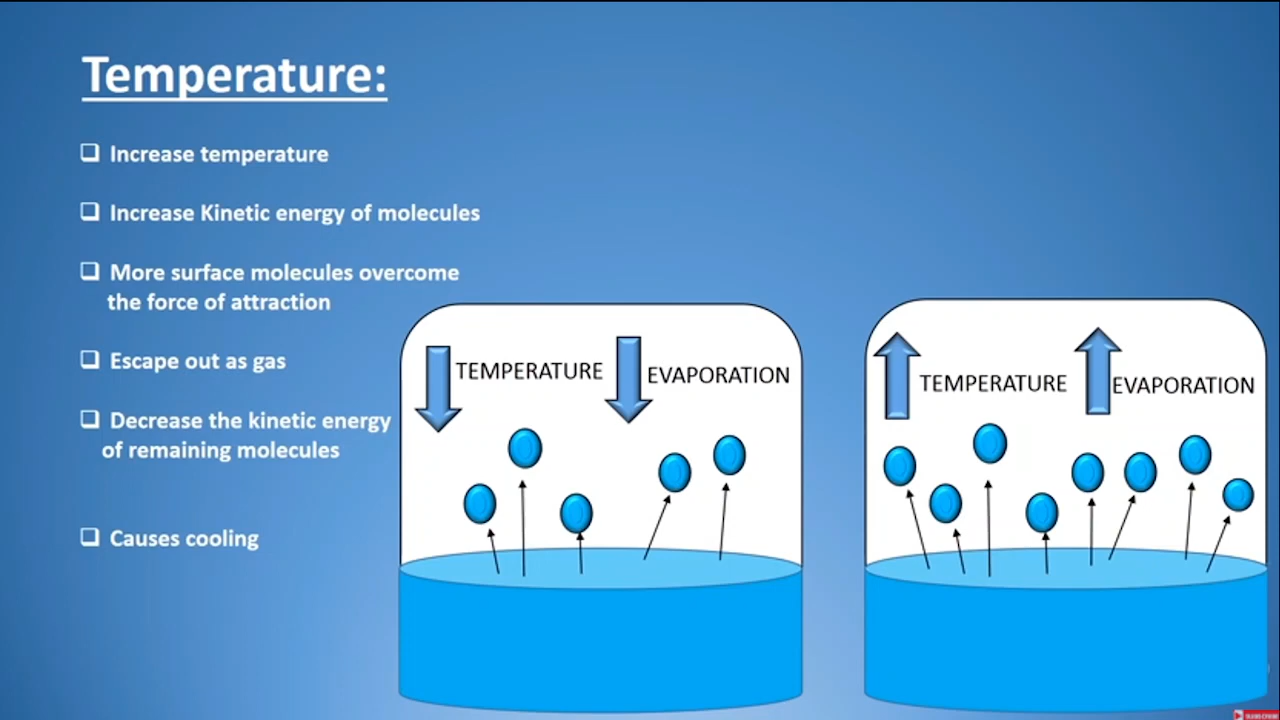 Temperature:
Increase temperature
Increase Kinetic energy of molecules
More surface molecules overcome
the force of attraction
Escape out as gas
Decrease the kinetic energy
of remaining molecules
Causes cooling
TEMPERATURE
EVAPORATION
TEMPERATURE
EVAPORATION